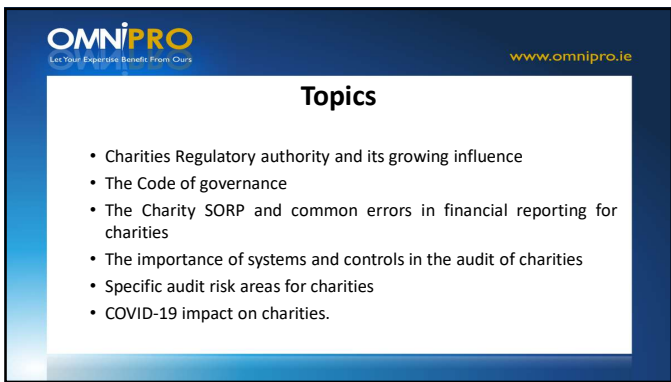 OMNIPRO
Let Your Expertise Benefit From Ours
www.omnipro.ie
Topics
• Charities Regulatory authority and its growing influence
• The Code of governance
• The Charity SORP and common errors in financial reporting for
charities
• The importance of systems and controls in the audit of charities
• Specific audit risk areas for charities
• COVID-19 impact on charities.